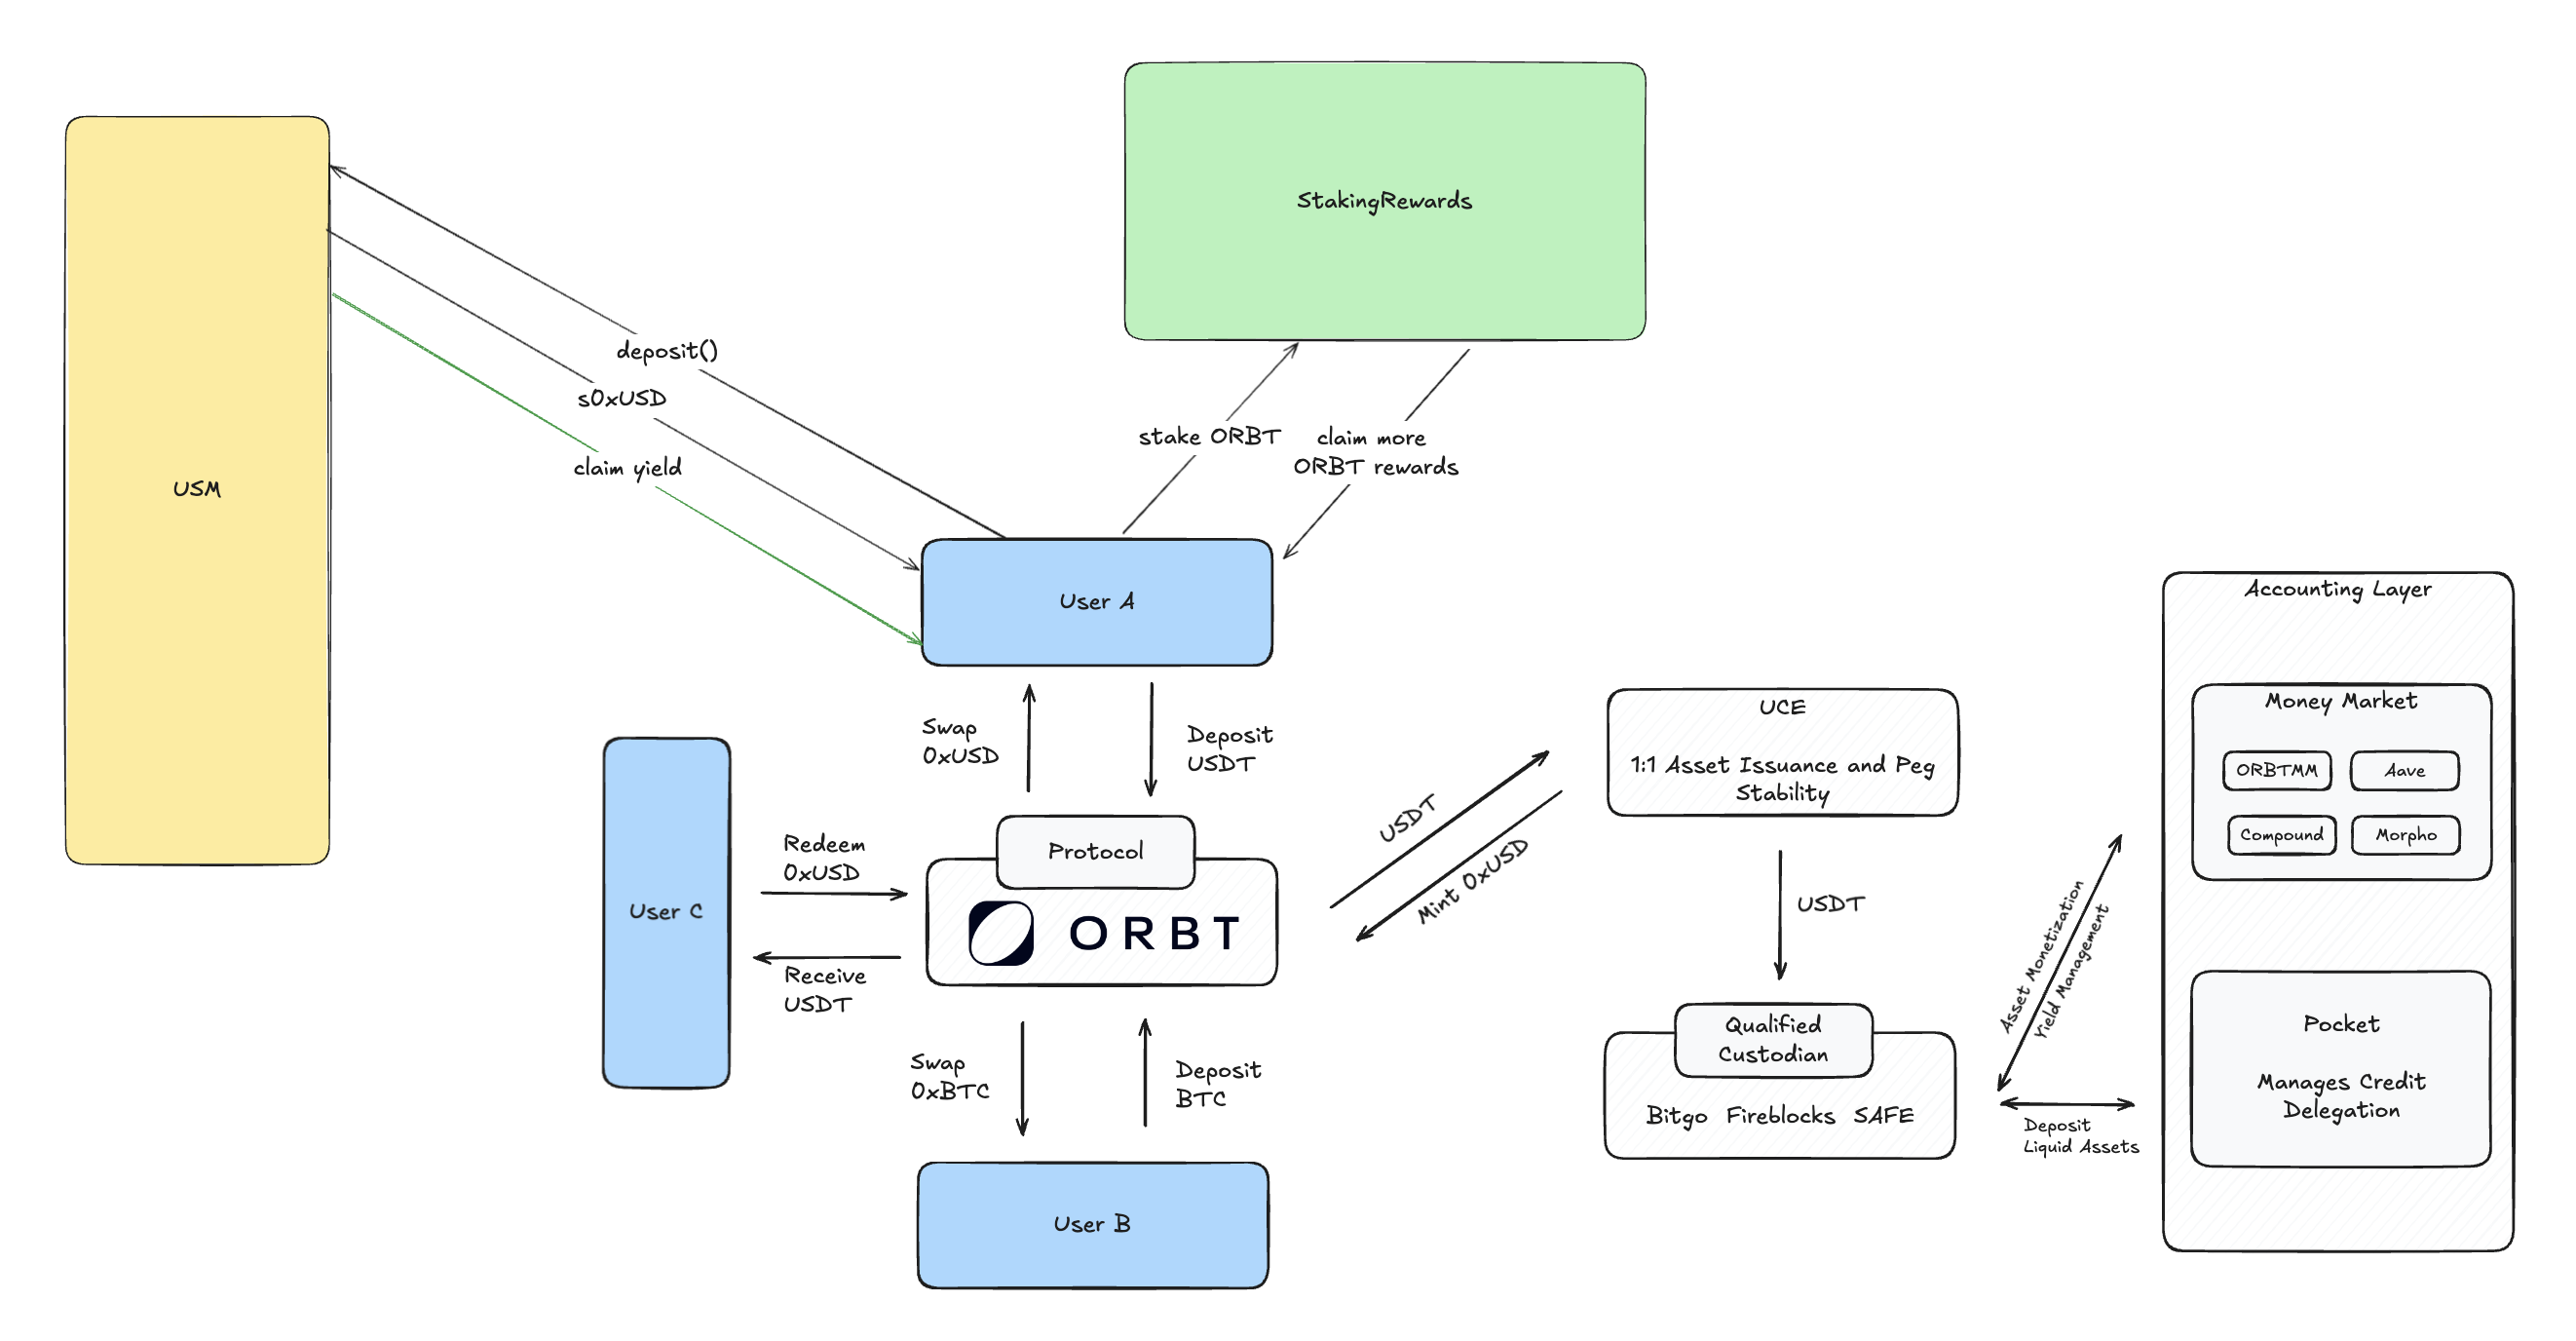 StakingRewards
USM
deposit()
s0xUSD
claim yield
stake ORBT
claim more
ORBT rewards
User A
Swap
0xUSD
Deposit
USDT
User C
Redeem
0xUSD
Receive
USDT
Protocol
ORBT
Swap
0xBTC
Deposit
BTC
User B
USDT
Mint 0xUSD
UCE
1:1 Asset Issuance and Peg
Stability
USDT
Qualified
Custodian
Bitgo Fireblocks SAFE
Asset Monetization
Yield Management
Deposit
Liquid Assets
Accounting Layer
Money Market
ORBTMM
Aave
Compound
Morpho
Pocket
Manages Credit
Delegation